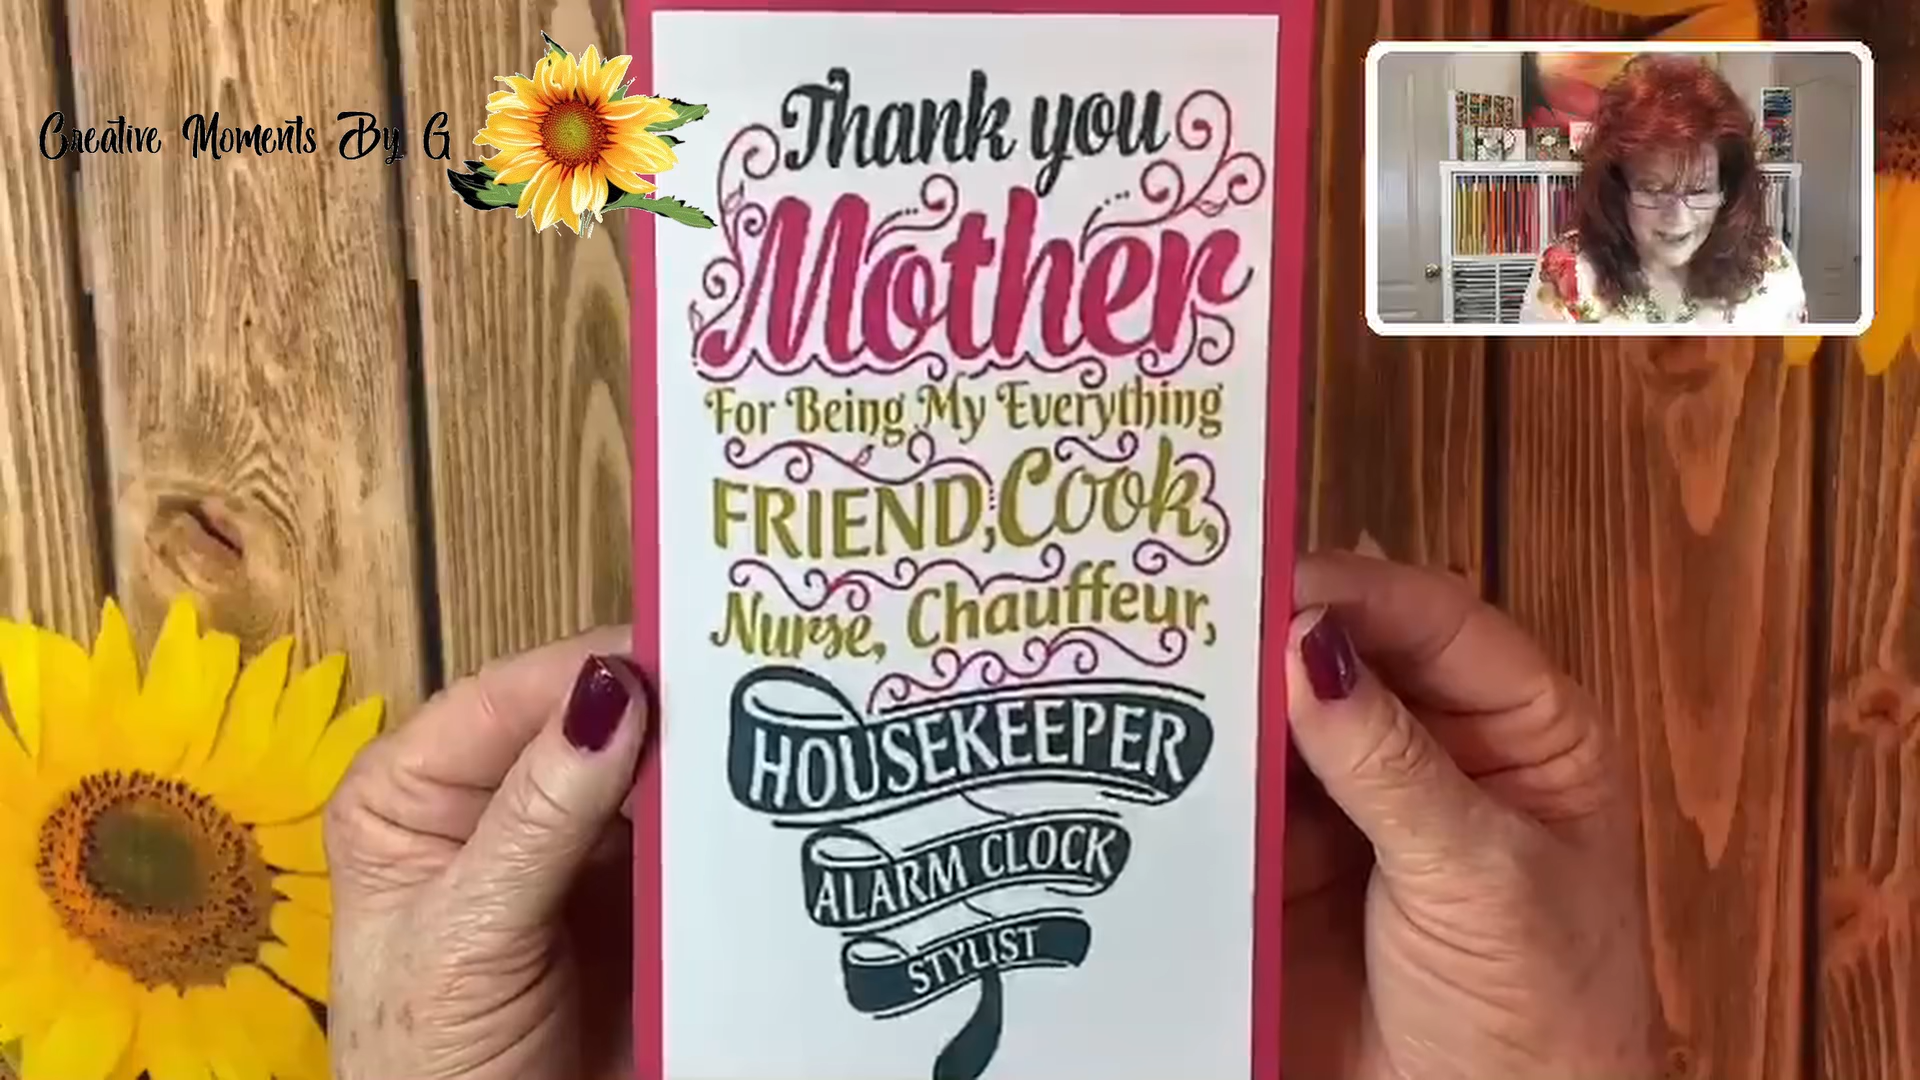 Creative Moments By G
Thank you
Mother
For Being My Everything
FRIEND, Cook,
Nurse, Chauffeur,
HOUSEKEEPER
ALARM CLOCK
STYLIST